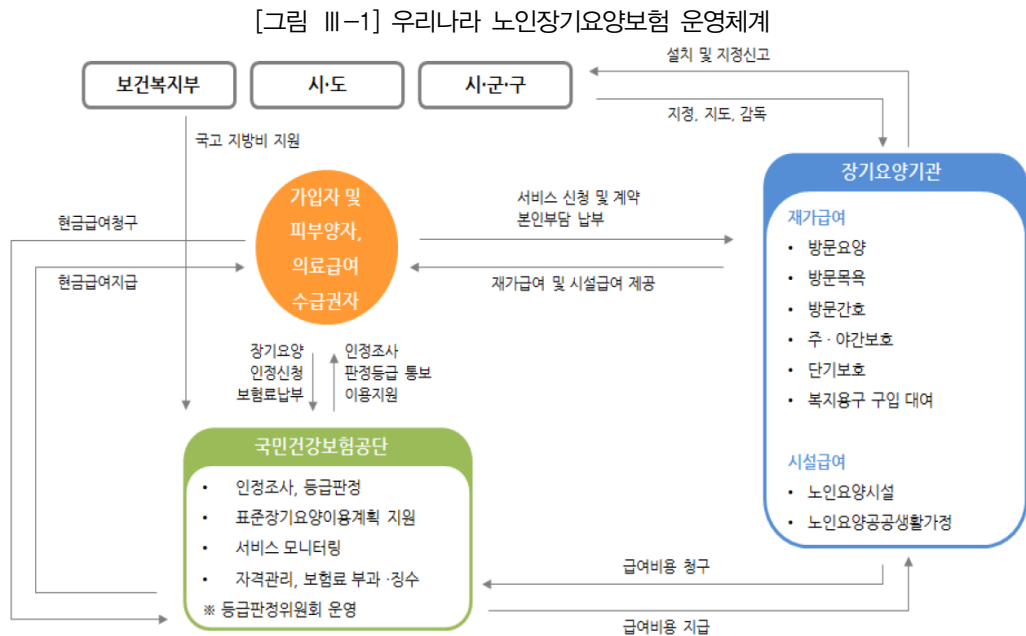 [그림 Ⅲ-1] 우리나라 노인장기요양보험 운영체계
보건복지부
시·도
시·군·구
설치 및 지정신고
지정, 지도, 감독
국고 지방비 지원
가입자 및
피부양자,
의료급여
수급권자
현금급여청구
현금급여지급
서비스 신청 및 계약
본인부담 납부
재가급여 및 시설급여 제공
장기요양
인정신청
보험료납부
인정조사
판정등급 통보
이용지원
장기요양기관
재가급여
• 방문요양
• 방문목욕
• 방문간호
• 주 · 야간보호
• 단기보호
• 복지용구 구입 대여
시설급여
• 노인요양시설
• 노인요양공공생활가정
국민건강보험공단
• 인정조사, 등급판정
• 표준장기요양이용계획 지원
• 서비스 모니터링
• 자격관리, 보험료 부과 ·징수
※ 등급판정위원회 운영
급여비용 청구
급여비용 지급